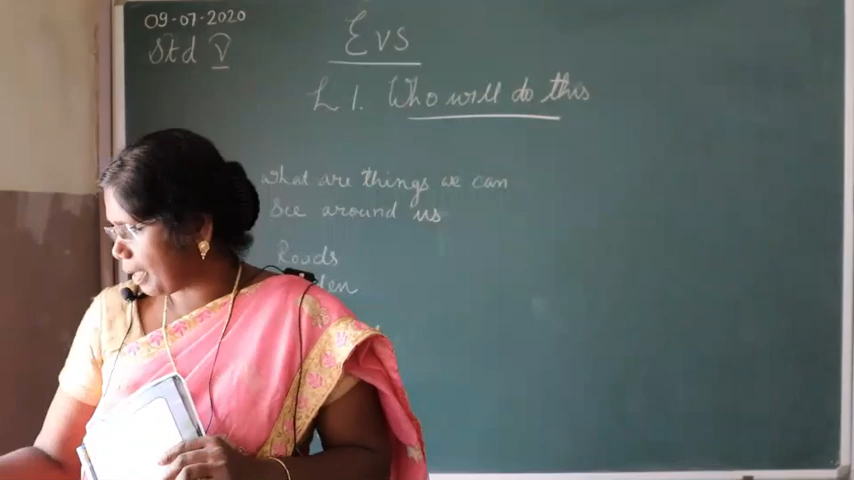 09-07-2020
Std V
EVS
L 1. Who will do this
what are things we can
See around us
Roads